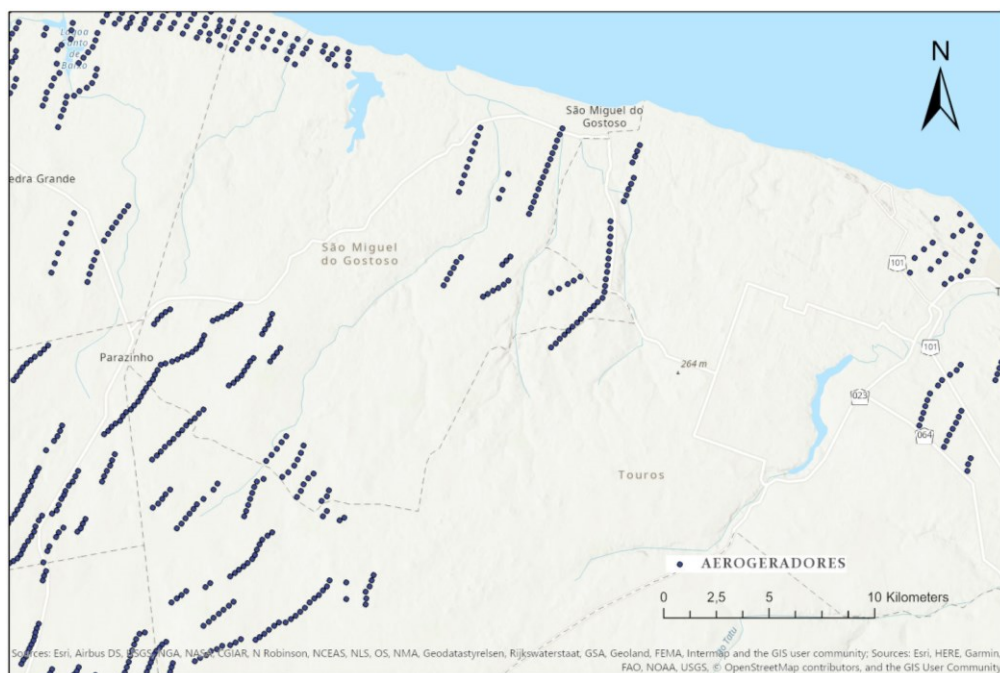 Lagoa
do
N
São Miguel do
Gostoso
edra Grande
São Miguel
do Gostoso
101
Parazinho
101
264 m
023
064
Touros
AEROGERADORES
0 2,5 5 10 Kilometers
Sources: Esri, Airbus DS, USGS, NGA, NASA, CGIAR, N Robinson, NCEAS, NLS, OS, NMA, Geodatastyrelsen, Rijkswaterstaat, GSA, Geoland, FEMA, Intermap and the GIS user community; Sources: Esri, HERE, Garmin,
FAO, NOAA, USGS, © OpenStreetMap contributors, and the GIS User Community